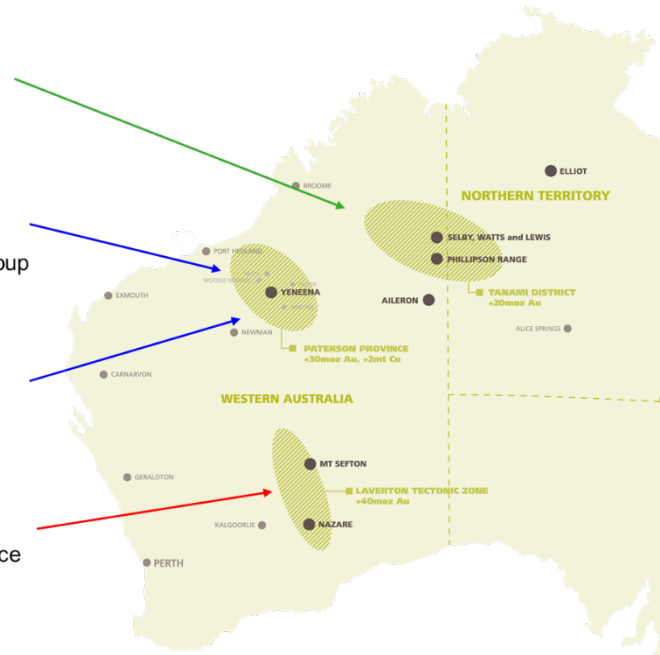 BROOME
ELLIOT
NORTHERN TERRITORY
SELBY, WATTS and LEWIS
PORT HEDLAND
PHILLIPSON RANGE
oup
YENEENA
AILERON
TANAMI DISTRICT
+20moz Au
EXMOUTH
ALICE SPRINGS
NEWMAN
PATERSON PROVINCE
+30moz Au, +2mt Cu
CARNARVON
WESTERN AUSTRALIA
MT SEFTON
GERALDTON
LAVERTON TECTONIC ZONE
+40moz Au
KALGOORLIE
NAZARE
ce
PERTH